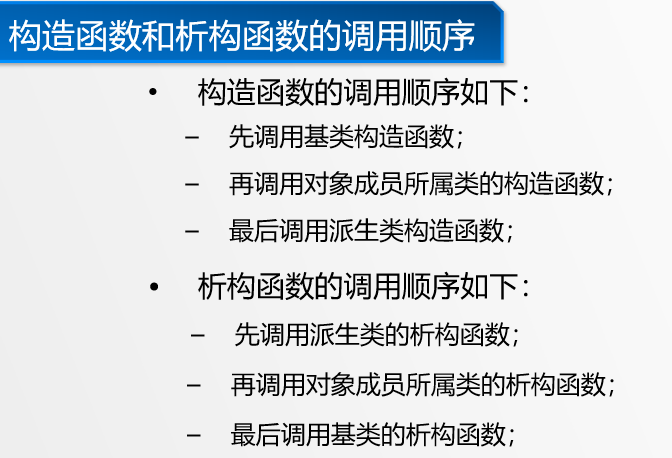 构造函数和析构函数的调用顺序
• 构造函数的调用顺序如下：
– 先调用基类构造函数；
– 再调用对象成员所属类的构造函数；
– 最后调用派生类构造函数；
• 析构函数的调用顺序如下：
– 先调用派生类的析构函数；
– 再调用对象成员所属类的析构函数；
– 最后调用基类的析构函数；